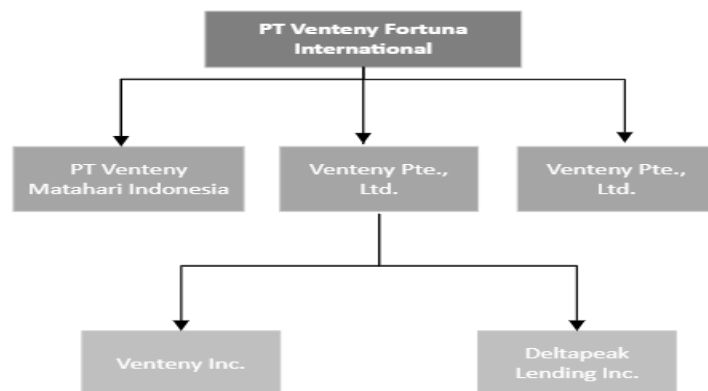 PT Venteny Fortuna
International
PT Venteny
Matahari Indonesia
Venteny Pte.,
Ltd.
Venteny Pte.,
Ltd.
Venteny Inc.
Deltapeak
Lending Inc.